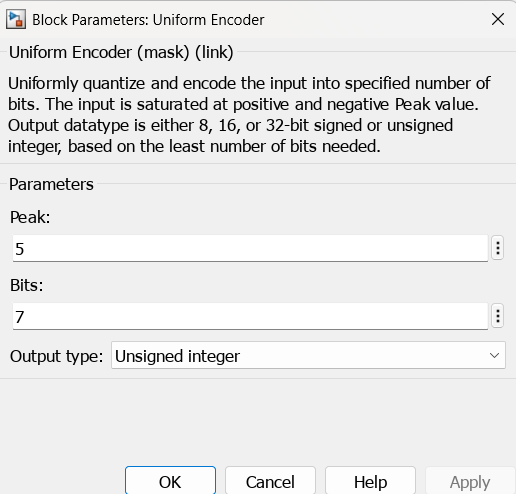 Block Parameters: Uniform Encoder
Uniform Encoder (mask) (link)
Uniformly quantize and encode the input into specified number of
bits. The input is saturated at positive and negative Peak value.
Output datatype is either 8, 16, or 32-bit signed or unsigned
integer, based on the least number of bits needed.
Parameters
Peak:
5
Bits:
7
Output type: Unsigned integer
OK Cancel Help Apply